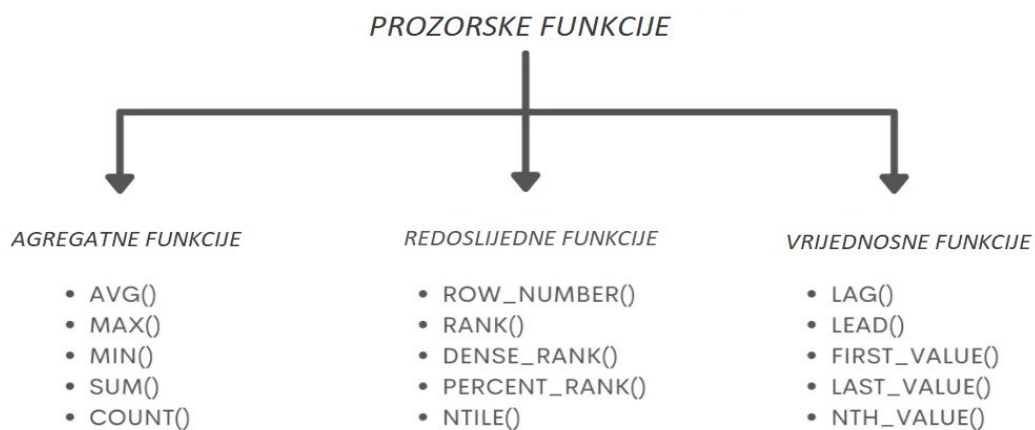 PROZORSKE FUNKCIJE
AGREGATNE FUNKCIJE
• AVG()
• MAX()
• MIN()
• SUM()
• COUNT()
REDOSLIJEDNE FUNKCIJE
• ROW_NUMBER()
• RANK()
• DENSE_RANK()
• PERCENT_RANK()
• NTILE()
VRIJEDNOSNE FUNKCIJE
• LAG()
• LEAD()
• FIRST_VALUE()
• LAST_VALUE()
• NTH_VALUE()